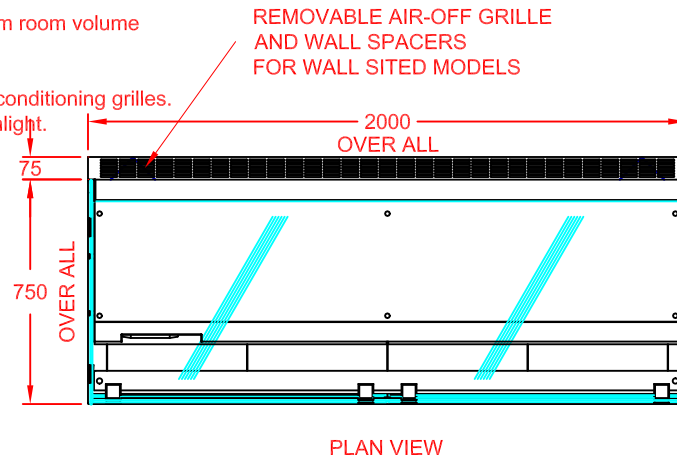 m room volume
REMOVABLE AIR-OFF GRILLE
AND WALL SPACERS
FOR WALL SITED MODELS
conditioning grilles.
light.
2000
OVER ALL
75
750
OVER ALL
PLAN VIEW